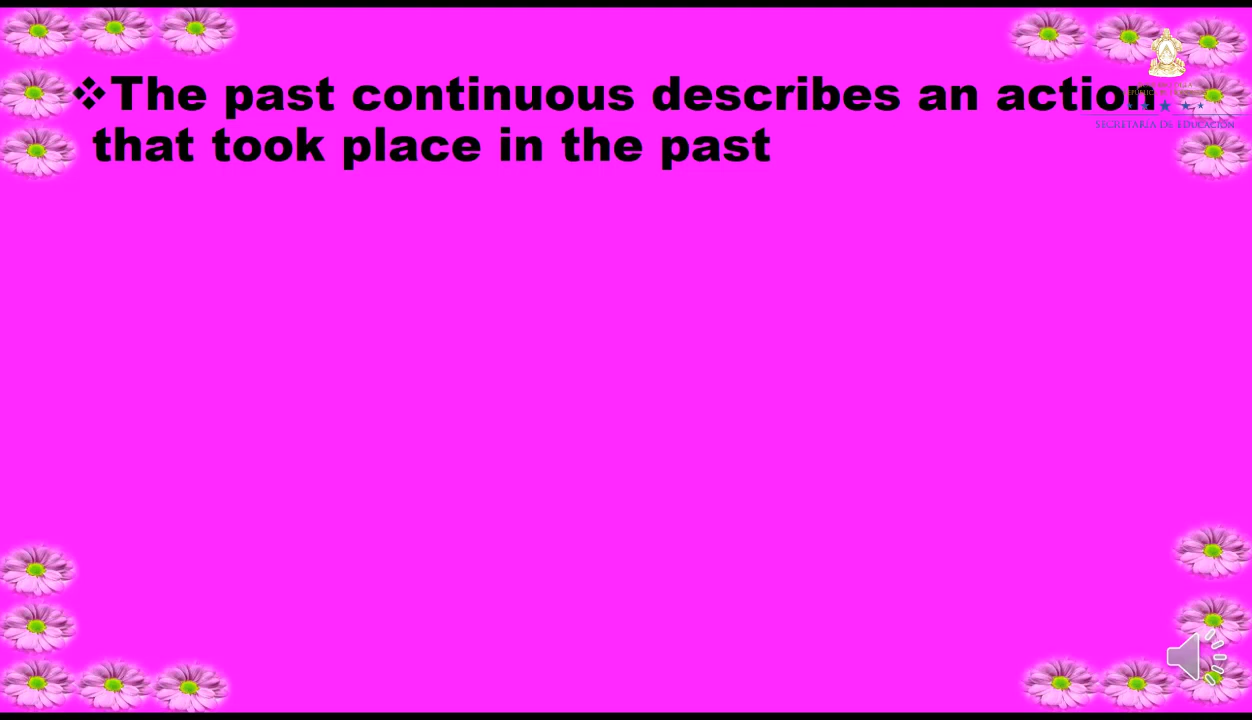 ❖The past continuous describes an action
that took place in the past
SECRETARÍA DE EDUCACIÓN